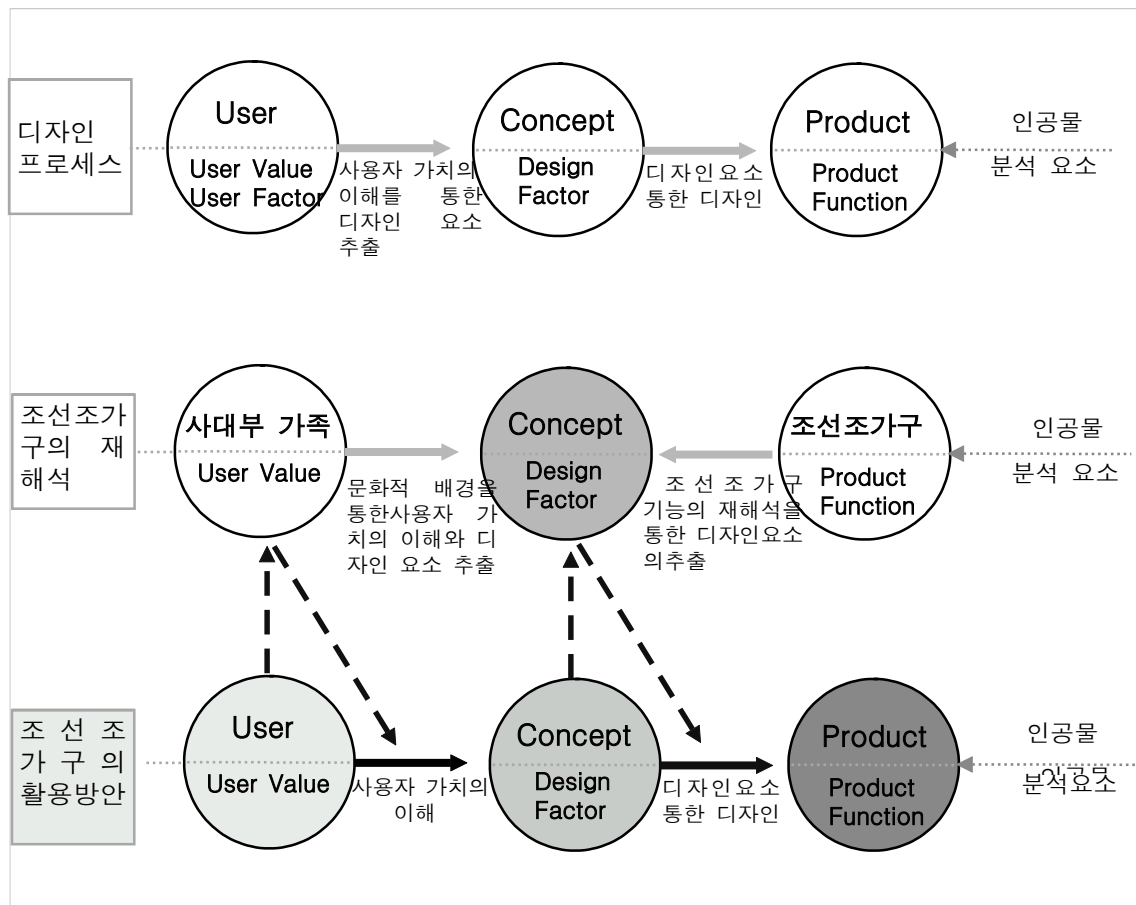 디자인
프로세스
User
User Value
User Factor
사용자 가치의
이해를 통한
디자인 요소
추출
Concept
Design
Factor
디자인요소
통한 디자인
Product
Product
Function
인공물
분석 요소
조선조가
구의 재
해석
사대부 가족
User Value
문화적 배경을
통한사용자 가
치의 이해와 디
자인 요소 추출
Concept
Design
Factor
조선조가구
기능의 재해석을
통한 디자인요소
의추출
조선조가구
Product
Function
인공물
분석 요소
조 선 조
가 구 의
활용방안
User
User Value
사용자 가치의
이해
Concept
Design
Factor
디자인요소
통한 디자인
Product
Product
Function
인공물
분석요소